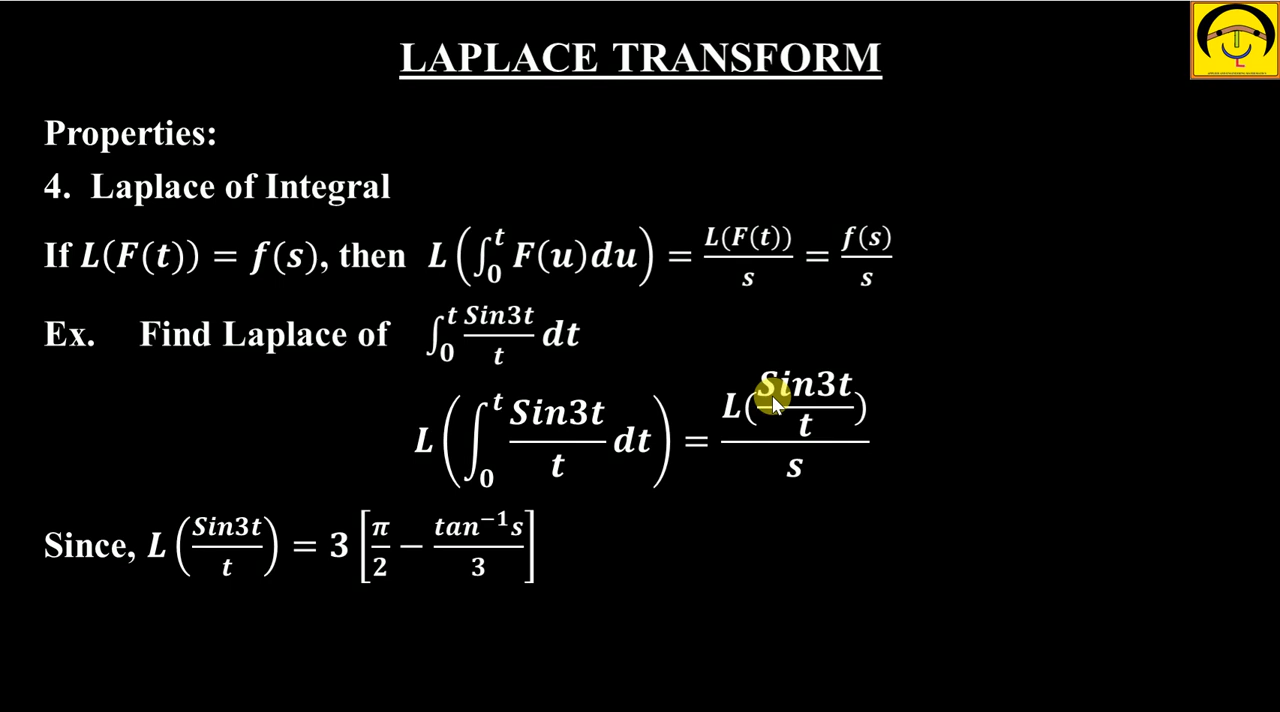 LAPLACE TRANSFORM
Properties:
4. Laplace of Integral
If L(F(t)) = f(s), then L(∫₀ᵗ F(u)du) = L(F(t))/s = f(s)/s
Ex. Find Laplace of ∫₀ᵗ Sin3t/t dt
L(∫₀ᵗ Sin3t/t dt) = L(Sin3t/t)/s
Since, L(Sin3t/t) = 3[π/2 − tan⁻¹s/3]